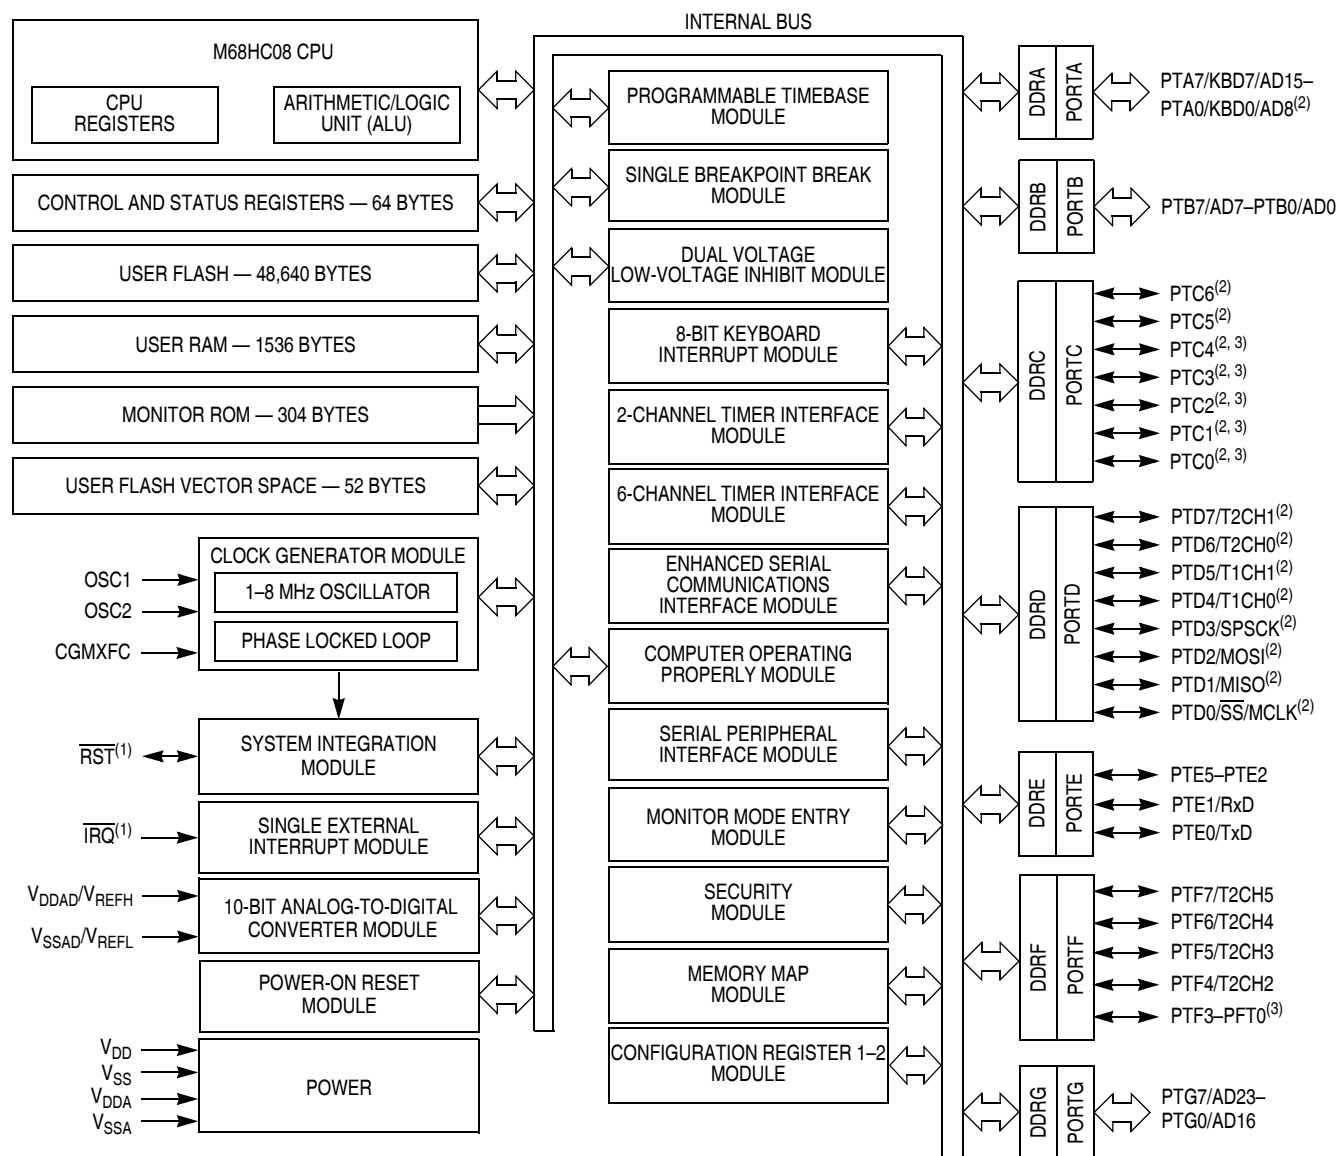 INTERNAL BUS
M68HC08 CPU
CPU
REGISTERS
ARITHMETIC/LOGIC
UNIT (ALU)
CONTROL AND STATUS REGISTERS — 64 BYTES
USER FLASH — 48,640 BYTES
USER RAM — 1536 BYTES
MONITOR ROM — 304 BYTES
USER FLASH VECTOR SPACE — 52 BYTES
CLOCK GENERATOR MODULE
1–8 MHz OSCILLATOR
PHASE LOCKED LOOP
OSC1
OSC2
CGMXFC
SYSTEM INTEGRATION
MODULE
RST(1)
SINGLE EXTERNAL
INTERRUPT MODULE
IRQ(1)
10-BIT ANALOG-TO-DIGITAL
CONVERTER MODULE
VDDAD/VREFH
VSSAD/VREFL
POWER-ON RESET
MODULE
POWER
VDD
VSS
VDDA
VSSA
PROGRAMMABLE TIMEBASE
MODULE
SINGLE BREAKPOINT BREAK
MODULE
DUAL VOLTAGE
LOW-VOLTAGE INHIBIT MODULE
8-BIT KEYBOARD
INTERRUPT MODULE
2-CHANNEL TIMER INTERFACE
MODULE
6-CHANNEL TIMER INTERFACE
MODULE
ENHANCED SERIAL
COMMUNICATIONS
INTERFACE MODULE
COMPUTER OPERATING
PROPERLY MODULE
SERIAL PERIPHERAL
INTERFACE MODULE
MONITOR MODE ENTRY
MODULE
SECURITY
MODULE
MEMORY MAP
MODULE
CONFIGURATION REGISTER 1–2
MODULE
DDRA
PORTA
PTA7/KBD7/AD15–
PTA0/KBD0/AD8(2)
DDRB
PORTB
PTB7/AD7–PTB0/AD0
DDRC
PORTC
PTC6(2)
PTC5(2)
PTC4(2, 3)
PTC3(2, 3)
PTC2(2, 3)
PTC1(2, 3)
PTC0(2, 3)
DDRD
PORTD
PTD7/T2CH1(2)
PTD6/T2CH0(2)
PTD5/T1CH1(2)
PTD4/T1CH0(2)
PTD3/SPSCK(2)
PTD2/MOSI(2)
PTD1/MISO(2)
PTD0/SS/MCLK(2)
DDRE
PORTE
PTE5–PTE2
PTE1/RxD
PTE0/TxD
DDRF
PORTF
PTF7/T2CH5
PTF6/T2CH4
PTF5/T2CH3
PTF4/T2CH2
PTF3–PFT0(3)
DDRG
PORTG
PTG7/AD23–
PTG0/AD16